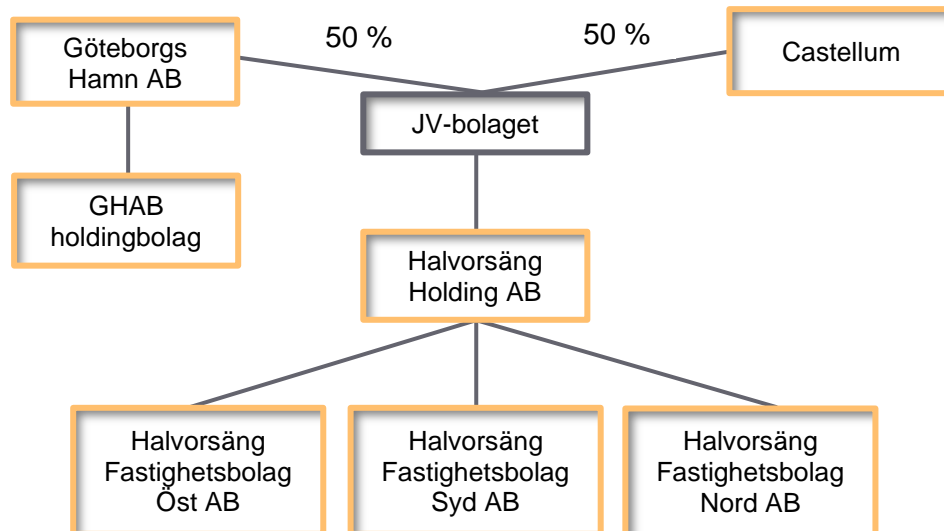 Göteborgs
Hamn AB
50 %
50 %
Castellum
JV-bolaget
GHAB
holdingbolag
Halvorsäng
Holding AB
Halvorsäng
Fastighetsbolag
Öst AB
Halvorsäng
Fastighetsbolag
Syd AB
Halvorsäng
Fastighetsbolag
Nord AB